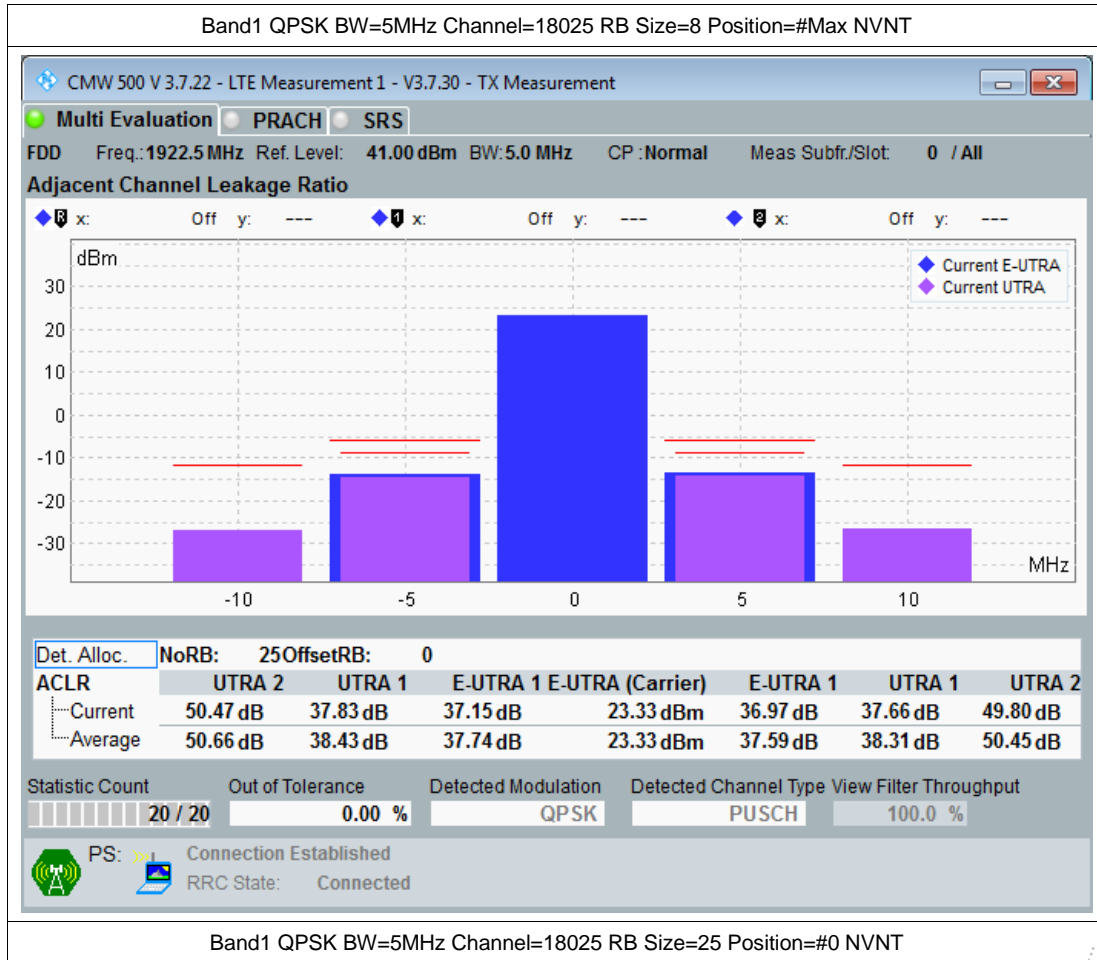 Band1 QPSK BW=5MHz Channel=18025 RB Size=8 Position=#Max NVNT
CMW 500 V 3.7.22 - LTE Measurement 1 - V3.7.30 - TX Measurement
Multi Evaluation PRACH SRS
FDD Freq.:1922.5 MHz Ref. Level: 41.00 dBm BW:5.0 MHz CP :Normal Meas Subfr./Slot: 0 / All
Adjacent Channel Leakage Ratio
R x: Off y: --- 1 x: Off y: --- 2 x: Off y: ---
dBm
Current E-UTRA
Current UTRA
30
20
10
0
-10
-20
-30
MHz
-10 -5 0 5 10
Det. Alloc. NoRB: 25 OffsetRB: 0
ACLR UTRA 2 UTRA 1 E-UTRA 1 E-UTRA (Carrier) E-UTRA 1 UTRA 1 UTRA 2
Current 50.47 dB 37.83 dB 37.15 dB 23.33 dBm 36.97 dB 37.66 dB 49.80 dB
Average 50.66 dB 38.43 dB 37.74 dB 23.33 dBm 37.59 dB 38.31 dB 50.45 dB
Statistic Count Out of Tolerance Detected Modulation Detected Channel Type View Filter Throughput
20 / 20 0.00 % QPSK PUSCH 100.0 %
PS: Connection Established
RRC State: Connected
Band1 QPSK BW=5MHz Channel=18025 RB Size=25 Position=#0 NVNT